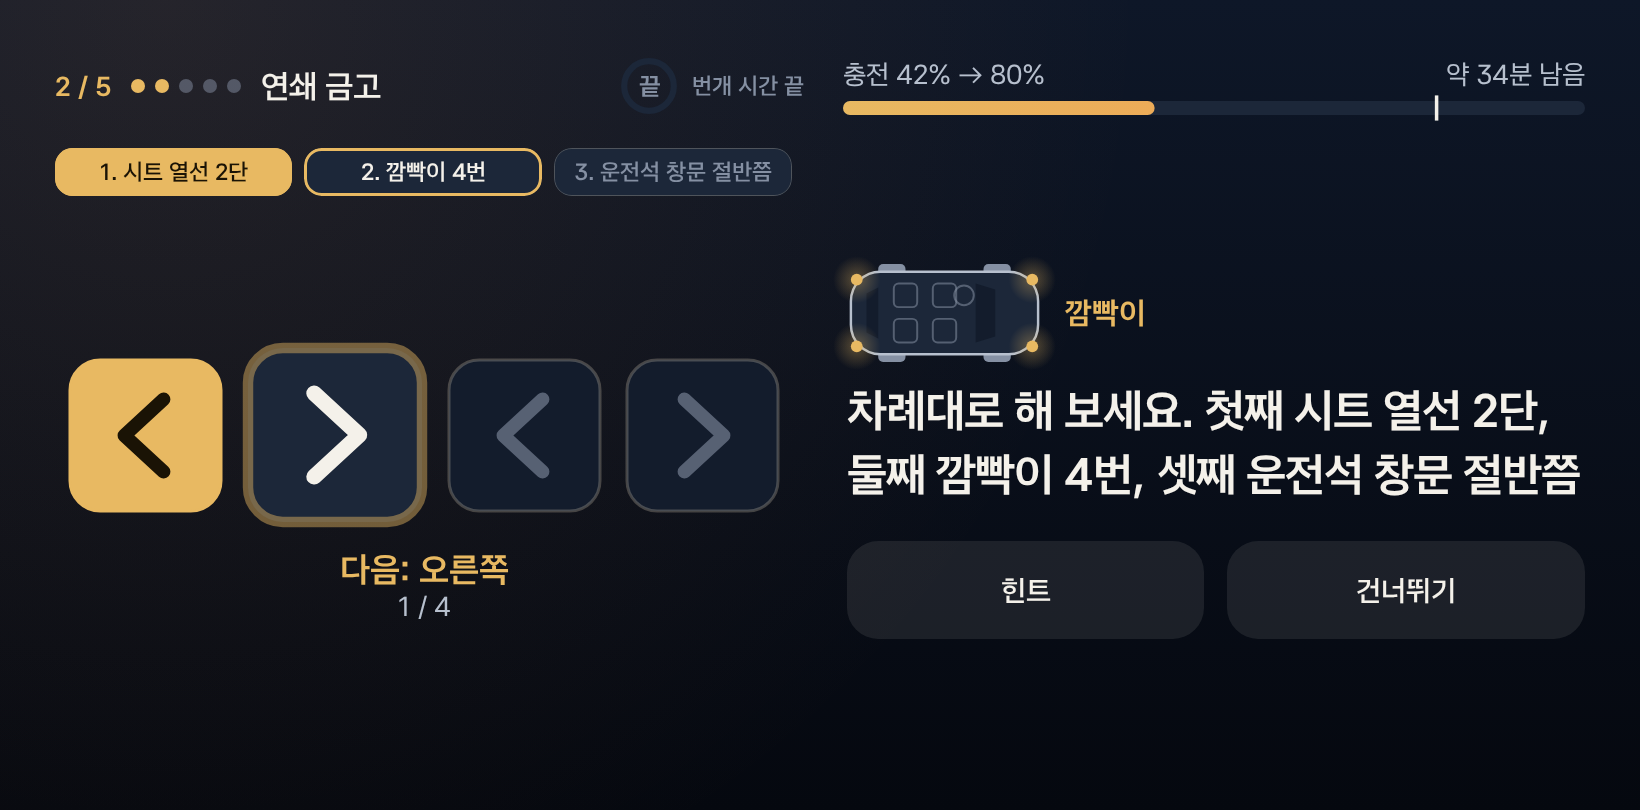 2 / 5 연쇄 금고
끝 번개 시간 끝
1. 시트 열선 2단
2. 깜빡이 4번
3. 운전석 창문 절반쯤
다음: 오른쪽
1 / 4
충전 42% → 80%
약 34분 남음
깜빡이
차례대로 해 보세요. 첫째 시트 열선 2단,
둘째 깜빡이 4번, 셋째 운전석 창문 절반쯤
힌트
건너뛰기